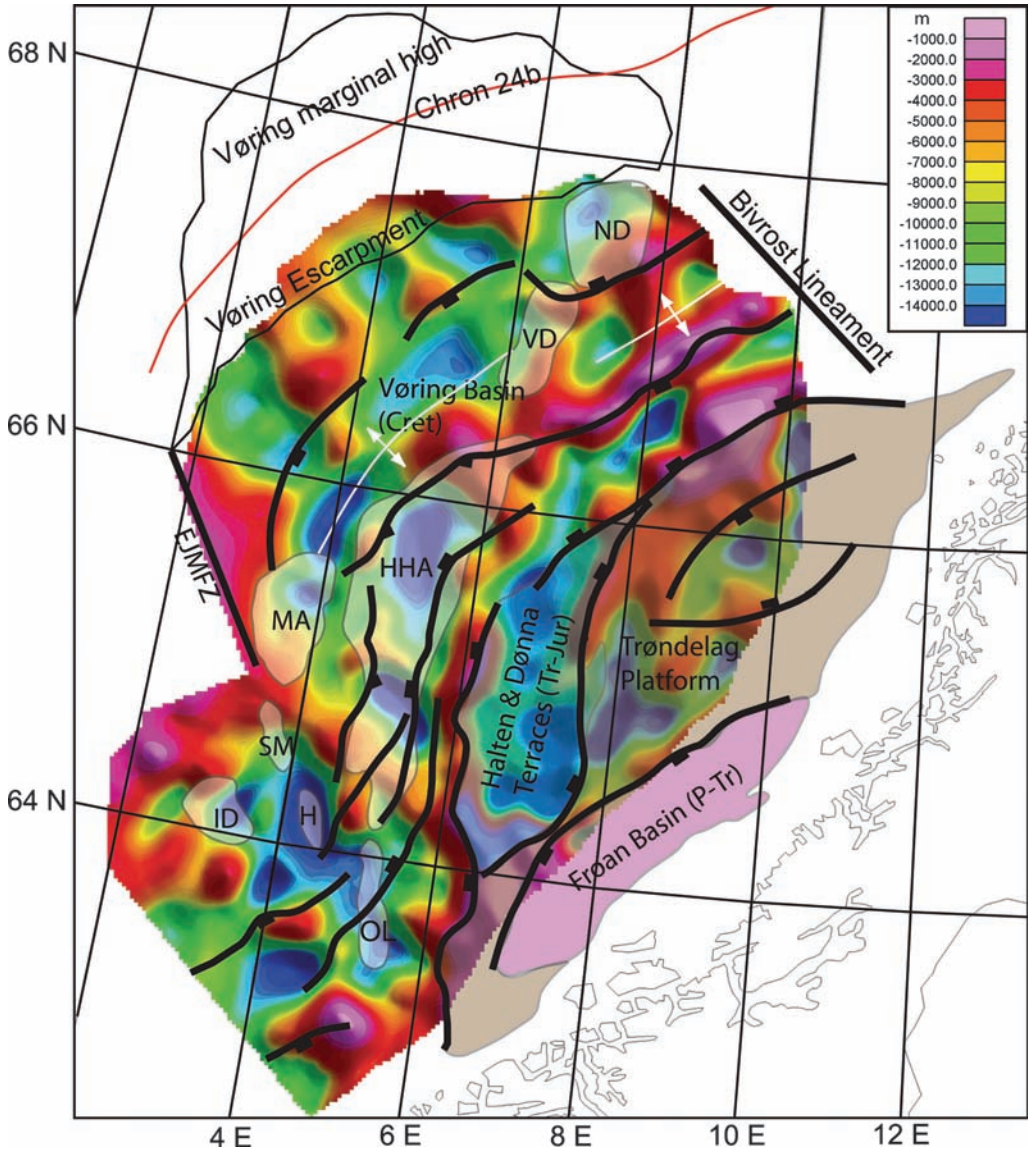 68 N
66 N
64 N
4 E
6 E
8 E
10 E
12 E
m
-1000.0
-2000.0
-3000.0
-4000.0
-5000.0
-6000.0
-7000.0
-8000.0
-9000.0
-10000.0
-11000.0
-12000.0
-13000.0
-14000.0
Vøring marginal high
Chron 24b
Vøring Escarpment
Bivrost Lineament
ND
VD
Vøring Basin
(Cret)
EJMFZ
HHA
MA
Halten & Dønna
Terraces (Tr-Jur)
Trøndelag
Platform
SM
ID
H
OL
Frøan Basin (P-Tr)